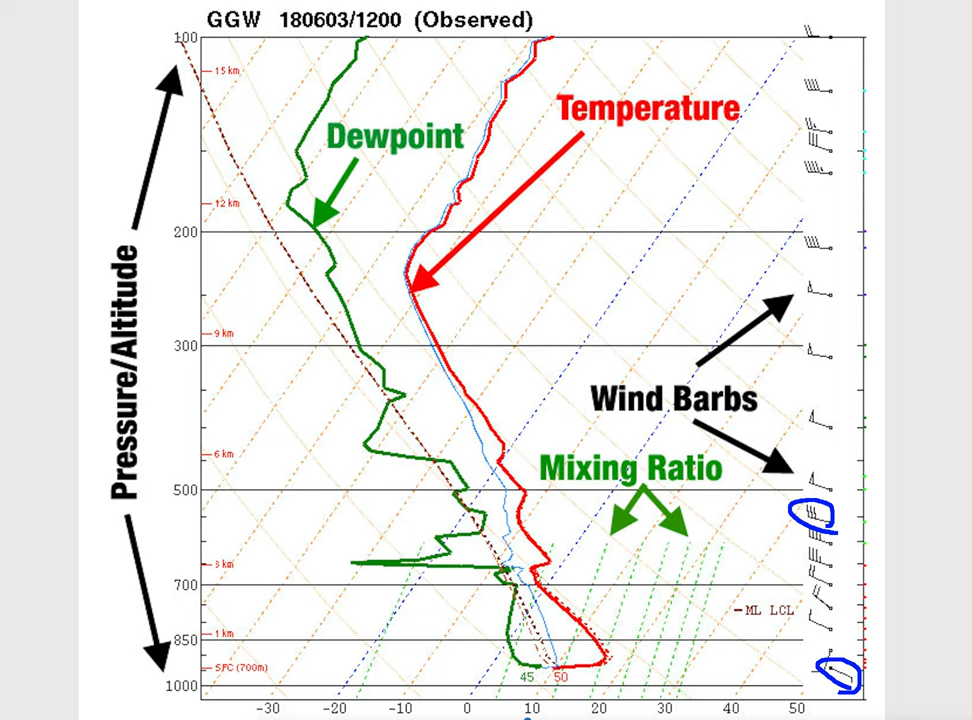 GGW 180603/1200 (Observed)
100
15 km
Temperature
Dewpoint
12 km
200
Pressure/Altitude
9 km
300
Wind Barbs
6 km
Mixing Ratio
500
3 km
700
ML LCL
1 km
850
SFC (700m)
45 50
1000
-30 -20 -10 0 10 20 30 40 50